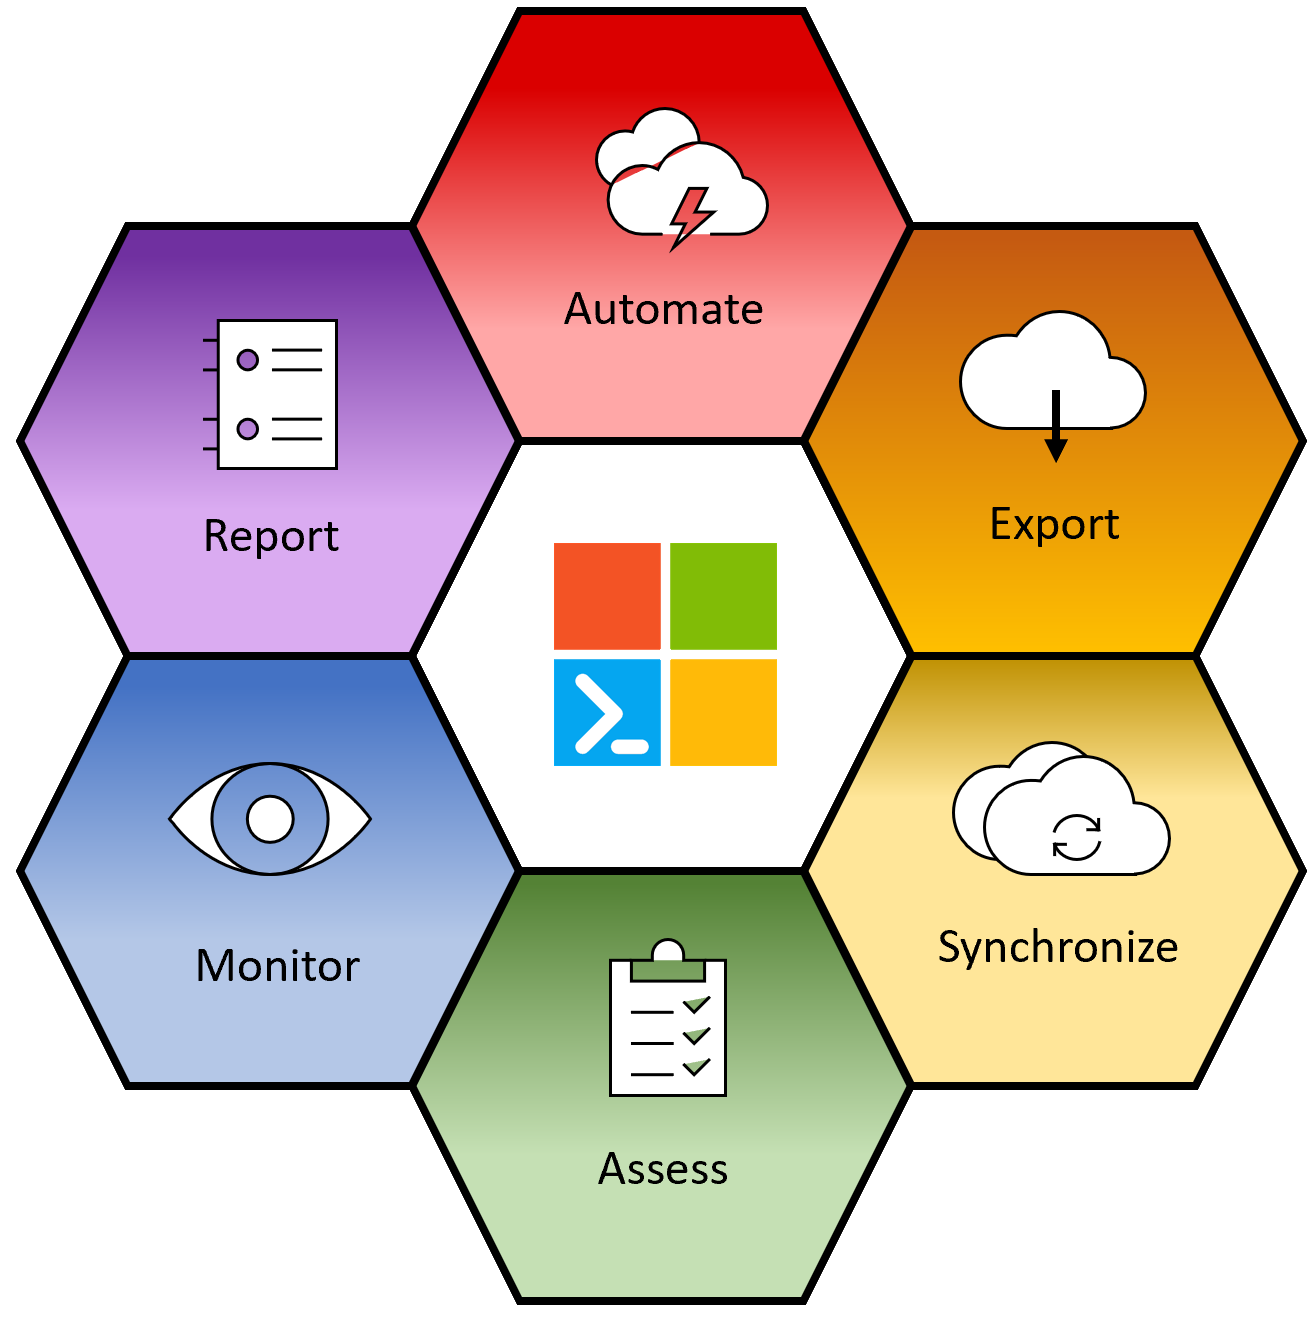 Automate
Export
Report
Synchronize
Monitor
Assess